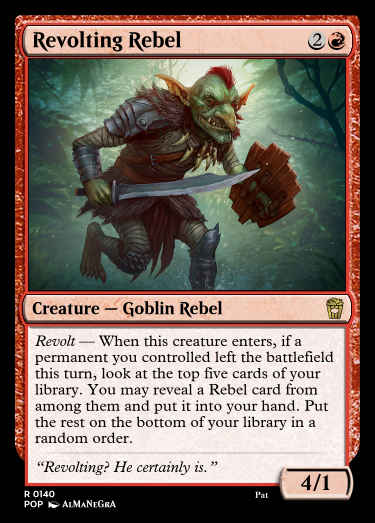 Revolting Rebel 2
Creature — Goblin Rebel
Revolt — When this creature enters, if a
permanent you controlled left the battlefield
this turn, look at the top five cards of your
library. You may reveal a Rebel card from
among them and put it into your hand. Put
the rest on the bottom of your library in a
random order.
“Revolting? He certainly is.”
4/1
R 0140
POP AlMaNeGrA
Pat